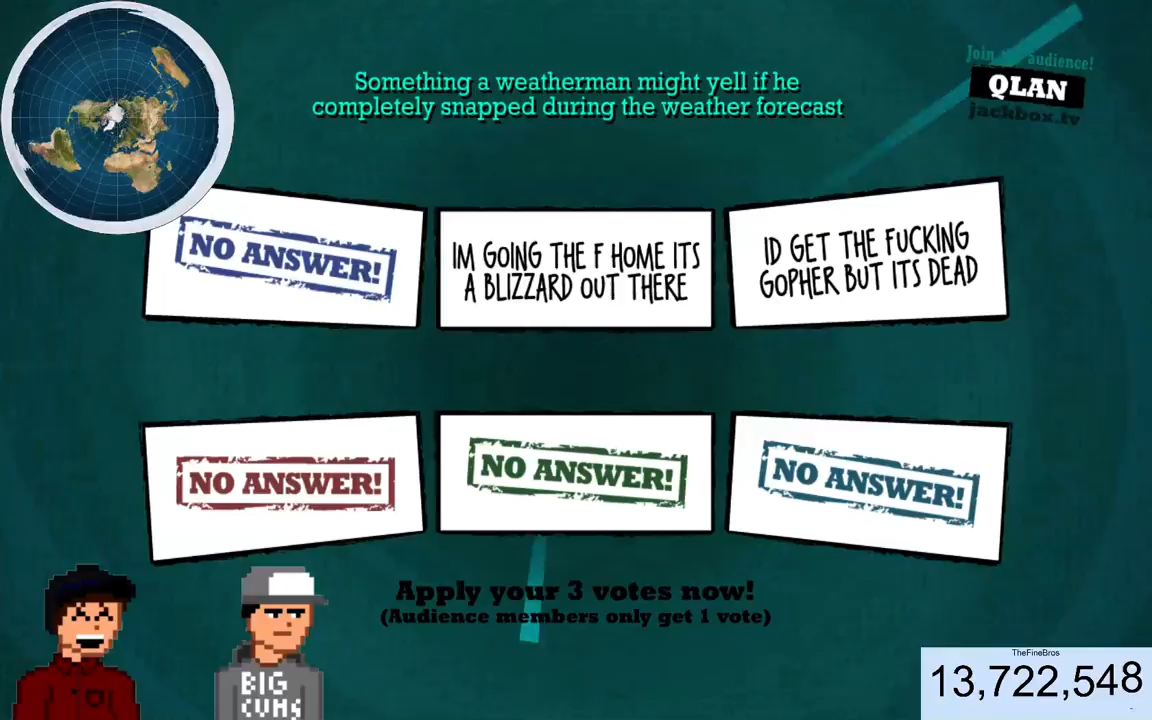 Something a weatherman might yell if he
completely snapped during the weather forecast
Join the audience!
QLAN
jackbox.tv
NO ANSWER!
IM GOING THE F HOME ITS
A BLIZZARD OUT THERE
ID GET THE FUCKING
GOPHER BUT ITS DEAD
NO ANSWER!
NO ANSWER!
NO ANSWER!
Apply your 3 votes now!
(Audience members only get 1 vote)
BIG
CUMS
TheFineBros
13,722,548